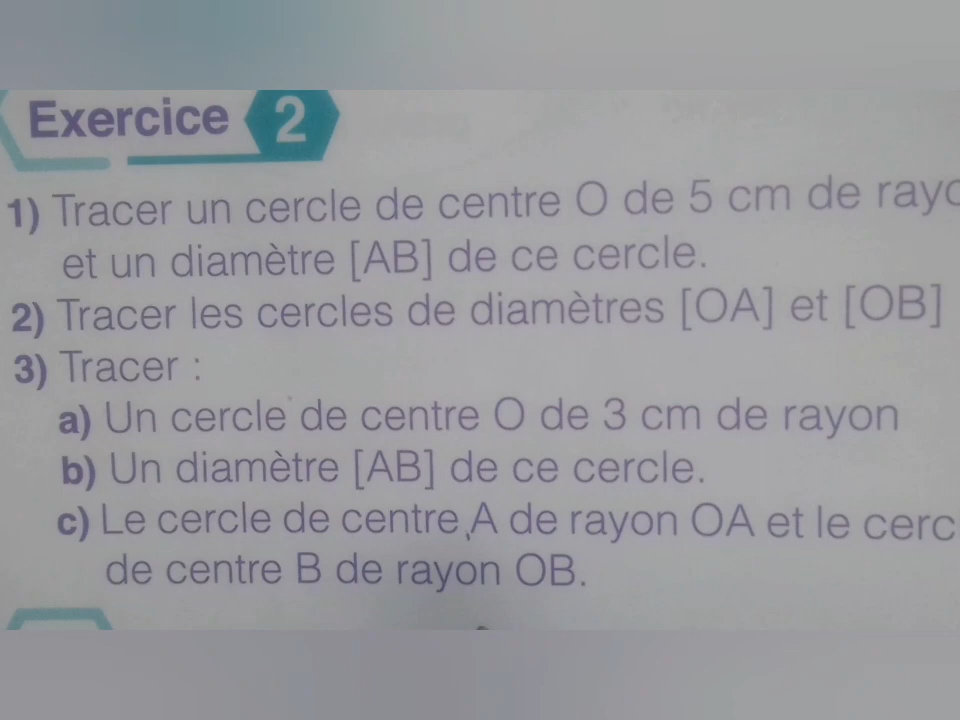 Exercice 2
1) Tracer un cercle de centre O de 5 cm de rayo
et un diamètre [AB] de ce cercle.
2) Tracer les cercles de diamètres [OA] et [OB]
3) Tracer :
a) Un cercle de centre O de 3 cm de rayon
b) Un diamètre [AB] de ce cercle.
c) Le cercle de centre A de rayon OA et le cerc
de centre B de rayon OB.